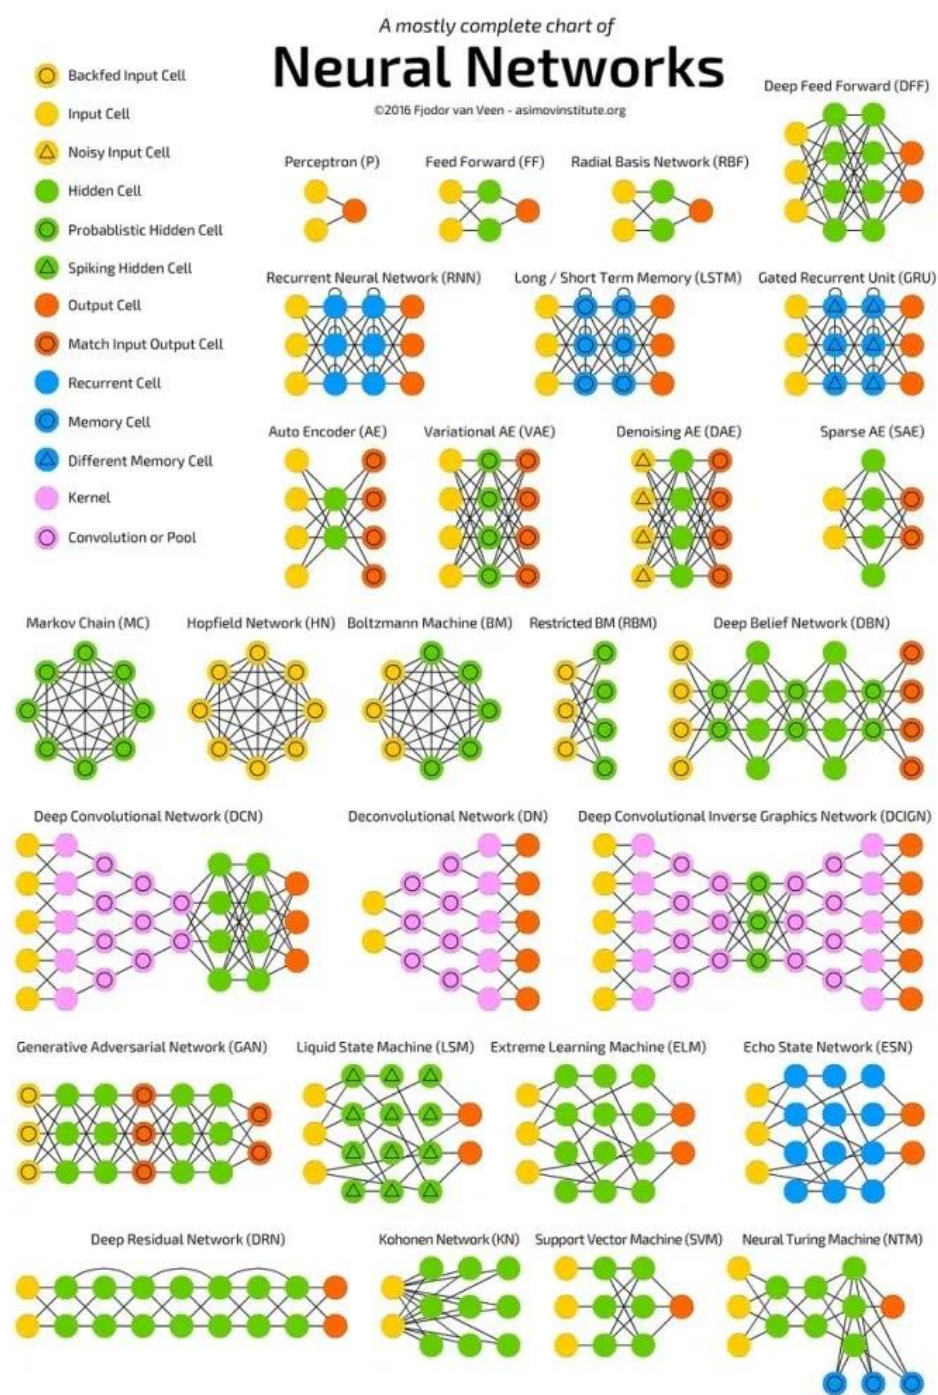 A mostly complete chart of
Neural Networks
©2016 Fjodor van Veen - asimovinstitute.org
Backfed Input Cell
Input Cell
Noisy Input Cell
Hidden Cell
Probablistic Hidden Cell
Spiking Hidden Cell
Output Cell
Match Input Output Cell
Recurrent Cell
Memory Cell
Different Memory Cell
Kernel
Convolution or Pool
Deep Feed Forward (DFF)
Perceptron (P)
Feed Forward (FF)
Radial Basis Network (RBF)
Recurrent Neural Network (RNN)
Long / Short Term Memory (LSTM)
Gated Recurrent Unit (GRU)
Auto Encoder (AE)
Variational AE (VAE)
Denoising AE (DAE)
Sparse AE (SAE)
Markov Chain (MC)
Hopfield Network (HN)
Boltzmann Machine (BM)
Restricted BM (RBM)
Deep Belief Network (DBN)
Deep Convolutional Network (DCN)
Deconvolutional Network (DN)
Deep Convolutional Inverse Graphics Network (DCIGN)
Generative Adversarial Network (GAN)
Liquid State Machine (LSM)
Extreme Learning Machine (ELM)
Echo State Network (ESN)
Deep Residual Network (DRN)
Kohonen Network (KN)
Support Vector Machine (SVM)
Neural Turing Machine (NTM)